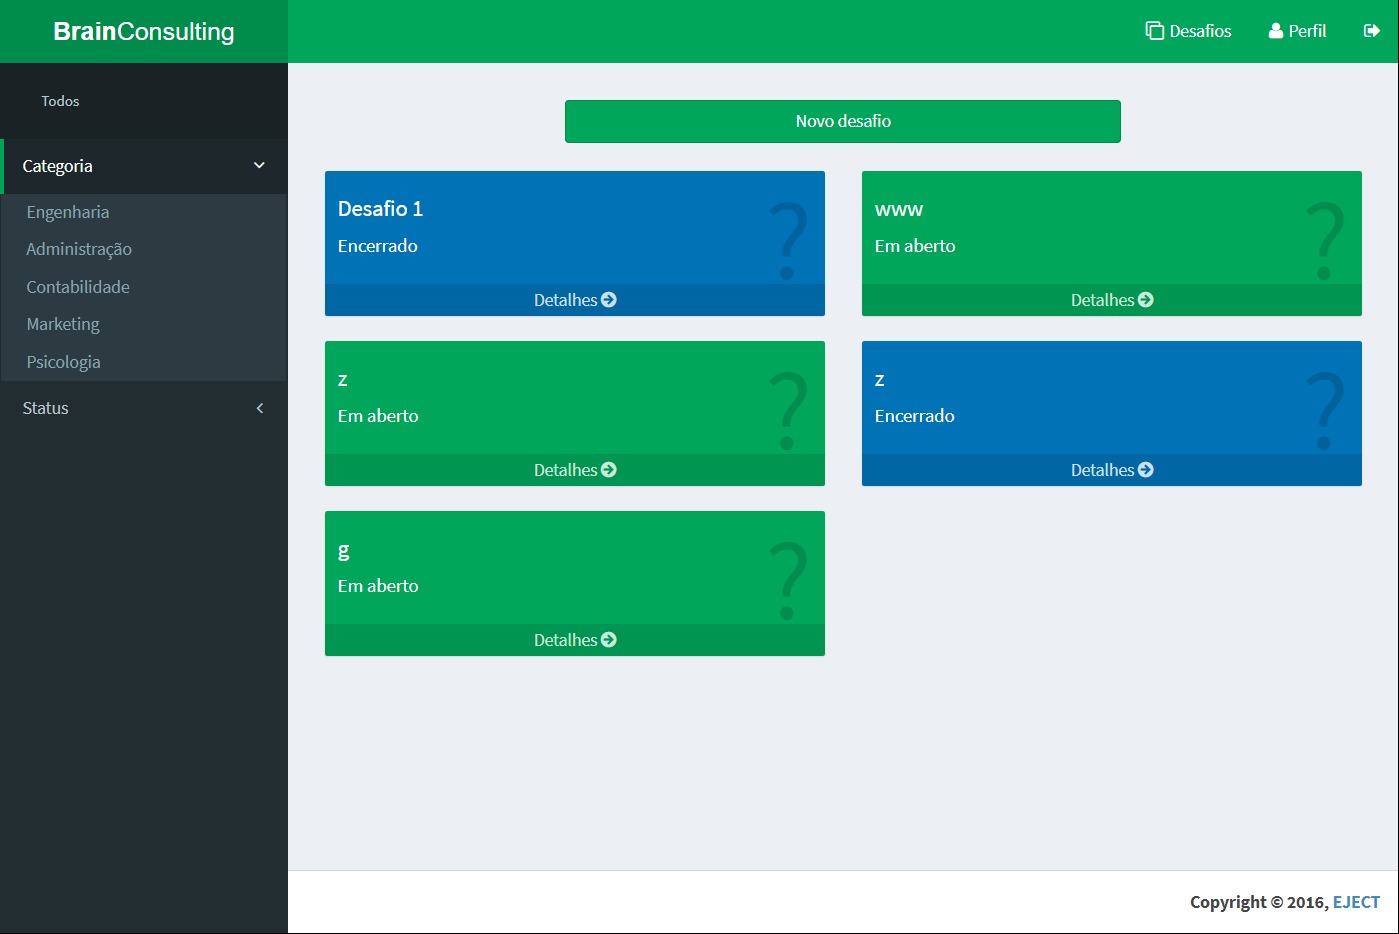 BrainConsulting
Desafios
Perfil
Todos
Categoria
Engenharia
Administração
Contabilidade
Marketing
Psicologia
Status
Novo desafio
Desafio 1
Encerrado
?
Detalhes
www
Em aberto
?
Detalhes
z
Em aberto
?
Detalhes
z
Encerrado
?
Detalhes
g
Em aberto
?
Detalhes
Copyright © 2016, EJECT